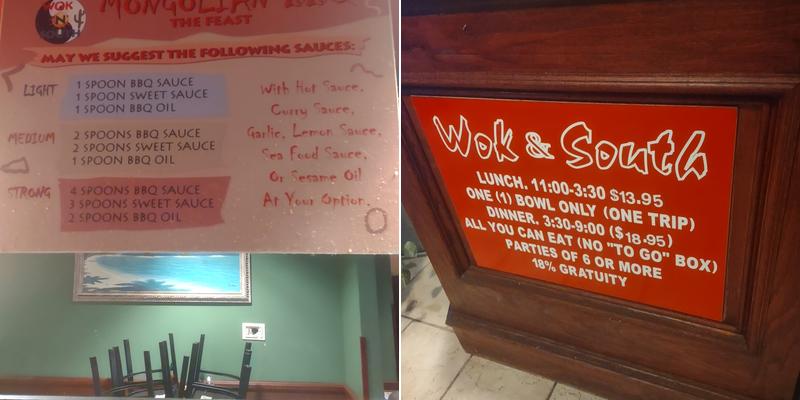 WOK
'N'
SOUTH
MONGOLIAN
THE FEAST
MAY WE SUGGEST THE FOLLOWING SAUCES:
LIGHT
1 SPOON BBQ SAUCE
1 SPOON SWEET SAUCE
1 SPOON BBQ OIL
MEDIUM
2 SPOONS BBQ SAUCE
2 SPOONS SWEET SAUCE
1 SPOON BBQ OIL
STRONG
4 SPOONS BBQ SAUCE
3 SPOONS SWEET SAUCE
2 SPOONS BBQ OIL
With Hot Sauce,
Curry Sauce,
Garlic, Lemon Sauce,
Sea Food Sauce,
Or Sesame Oil
At Your Option.
Wok & South
LUNCH. 11:00-3:30 $13.95
ONE (1) BOWL ONLY (ONE TRIP)
DINNER. 3:30-9:00 ($18.95)
ALL YOU CAN EAT (NO "TO GO" BOX)
PARTIES OF 6 OR MORE
18% GRATUITY